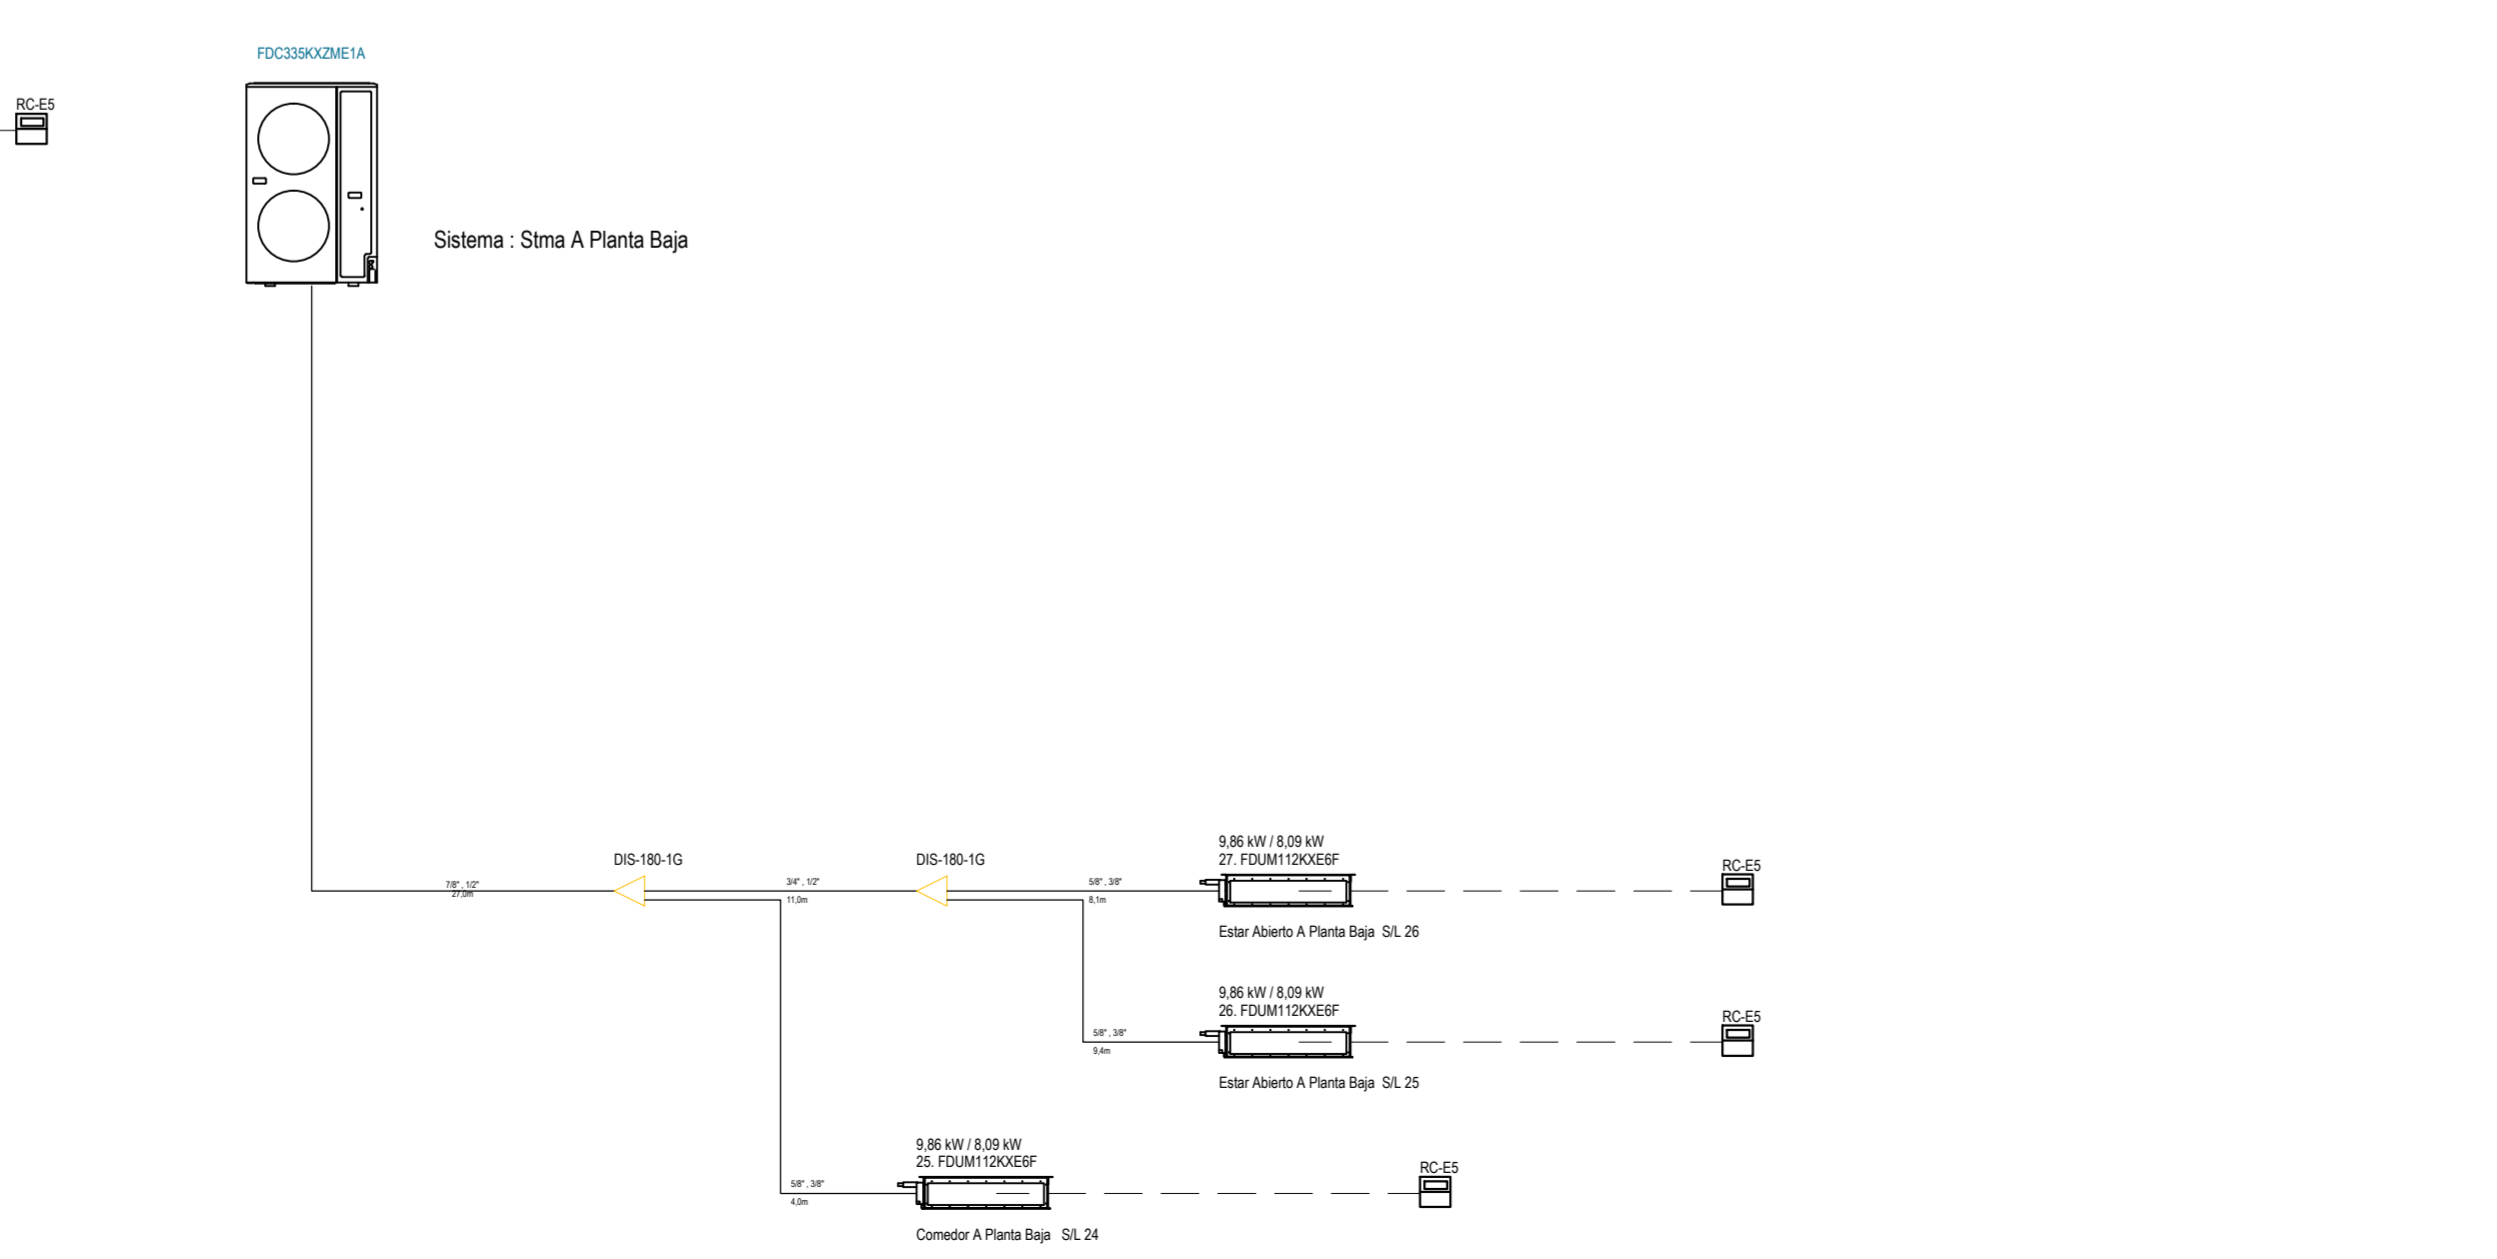 FDC335KXZME1A
RC-E5
Sistema : Stma A Planta Baja
9,86 kW / 8,09 kW
27. FDUM112KXE6F
DIS-180-1G
DIS-180-1G
RC-E5
7/8" , 1/2"
27,0m
3/4" , 1/2"
11,0m
5/8" , 3/8"
8,1m
Estar Abierto A Planta Baja S/L 26
9,86 kW / 8,09 kW
26. FDUM112KXE6F
RC-E5
5/8" , 3/8"
9,4m
Estar Abierto A Planta Baja S/L 25
9,86 kW / 8,09 kW
25. FDUM112KXE6F
RC-E5
5/8" , 3/8"
4,0m
Comedor A Planta Baja S/L 24